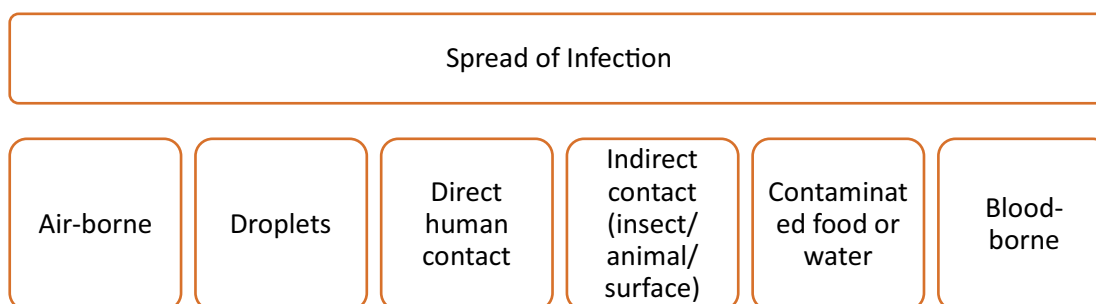 Spread of Infection
Air-borne
Droplets
Direct
human
contact
Indirect
contact
(insect/
animal/
surface)
Contaminat
ed food or
water
Blood-
borne